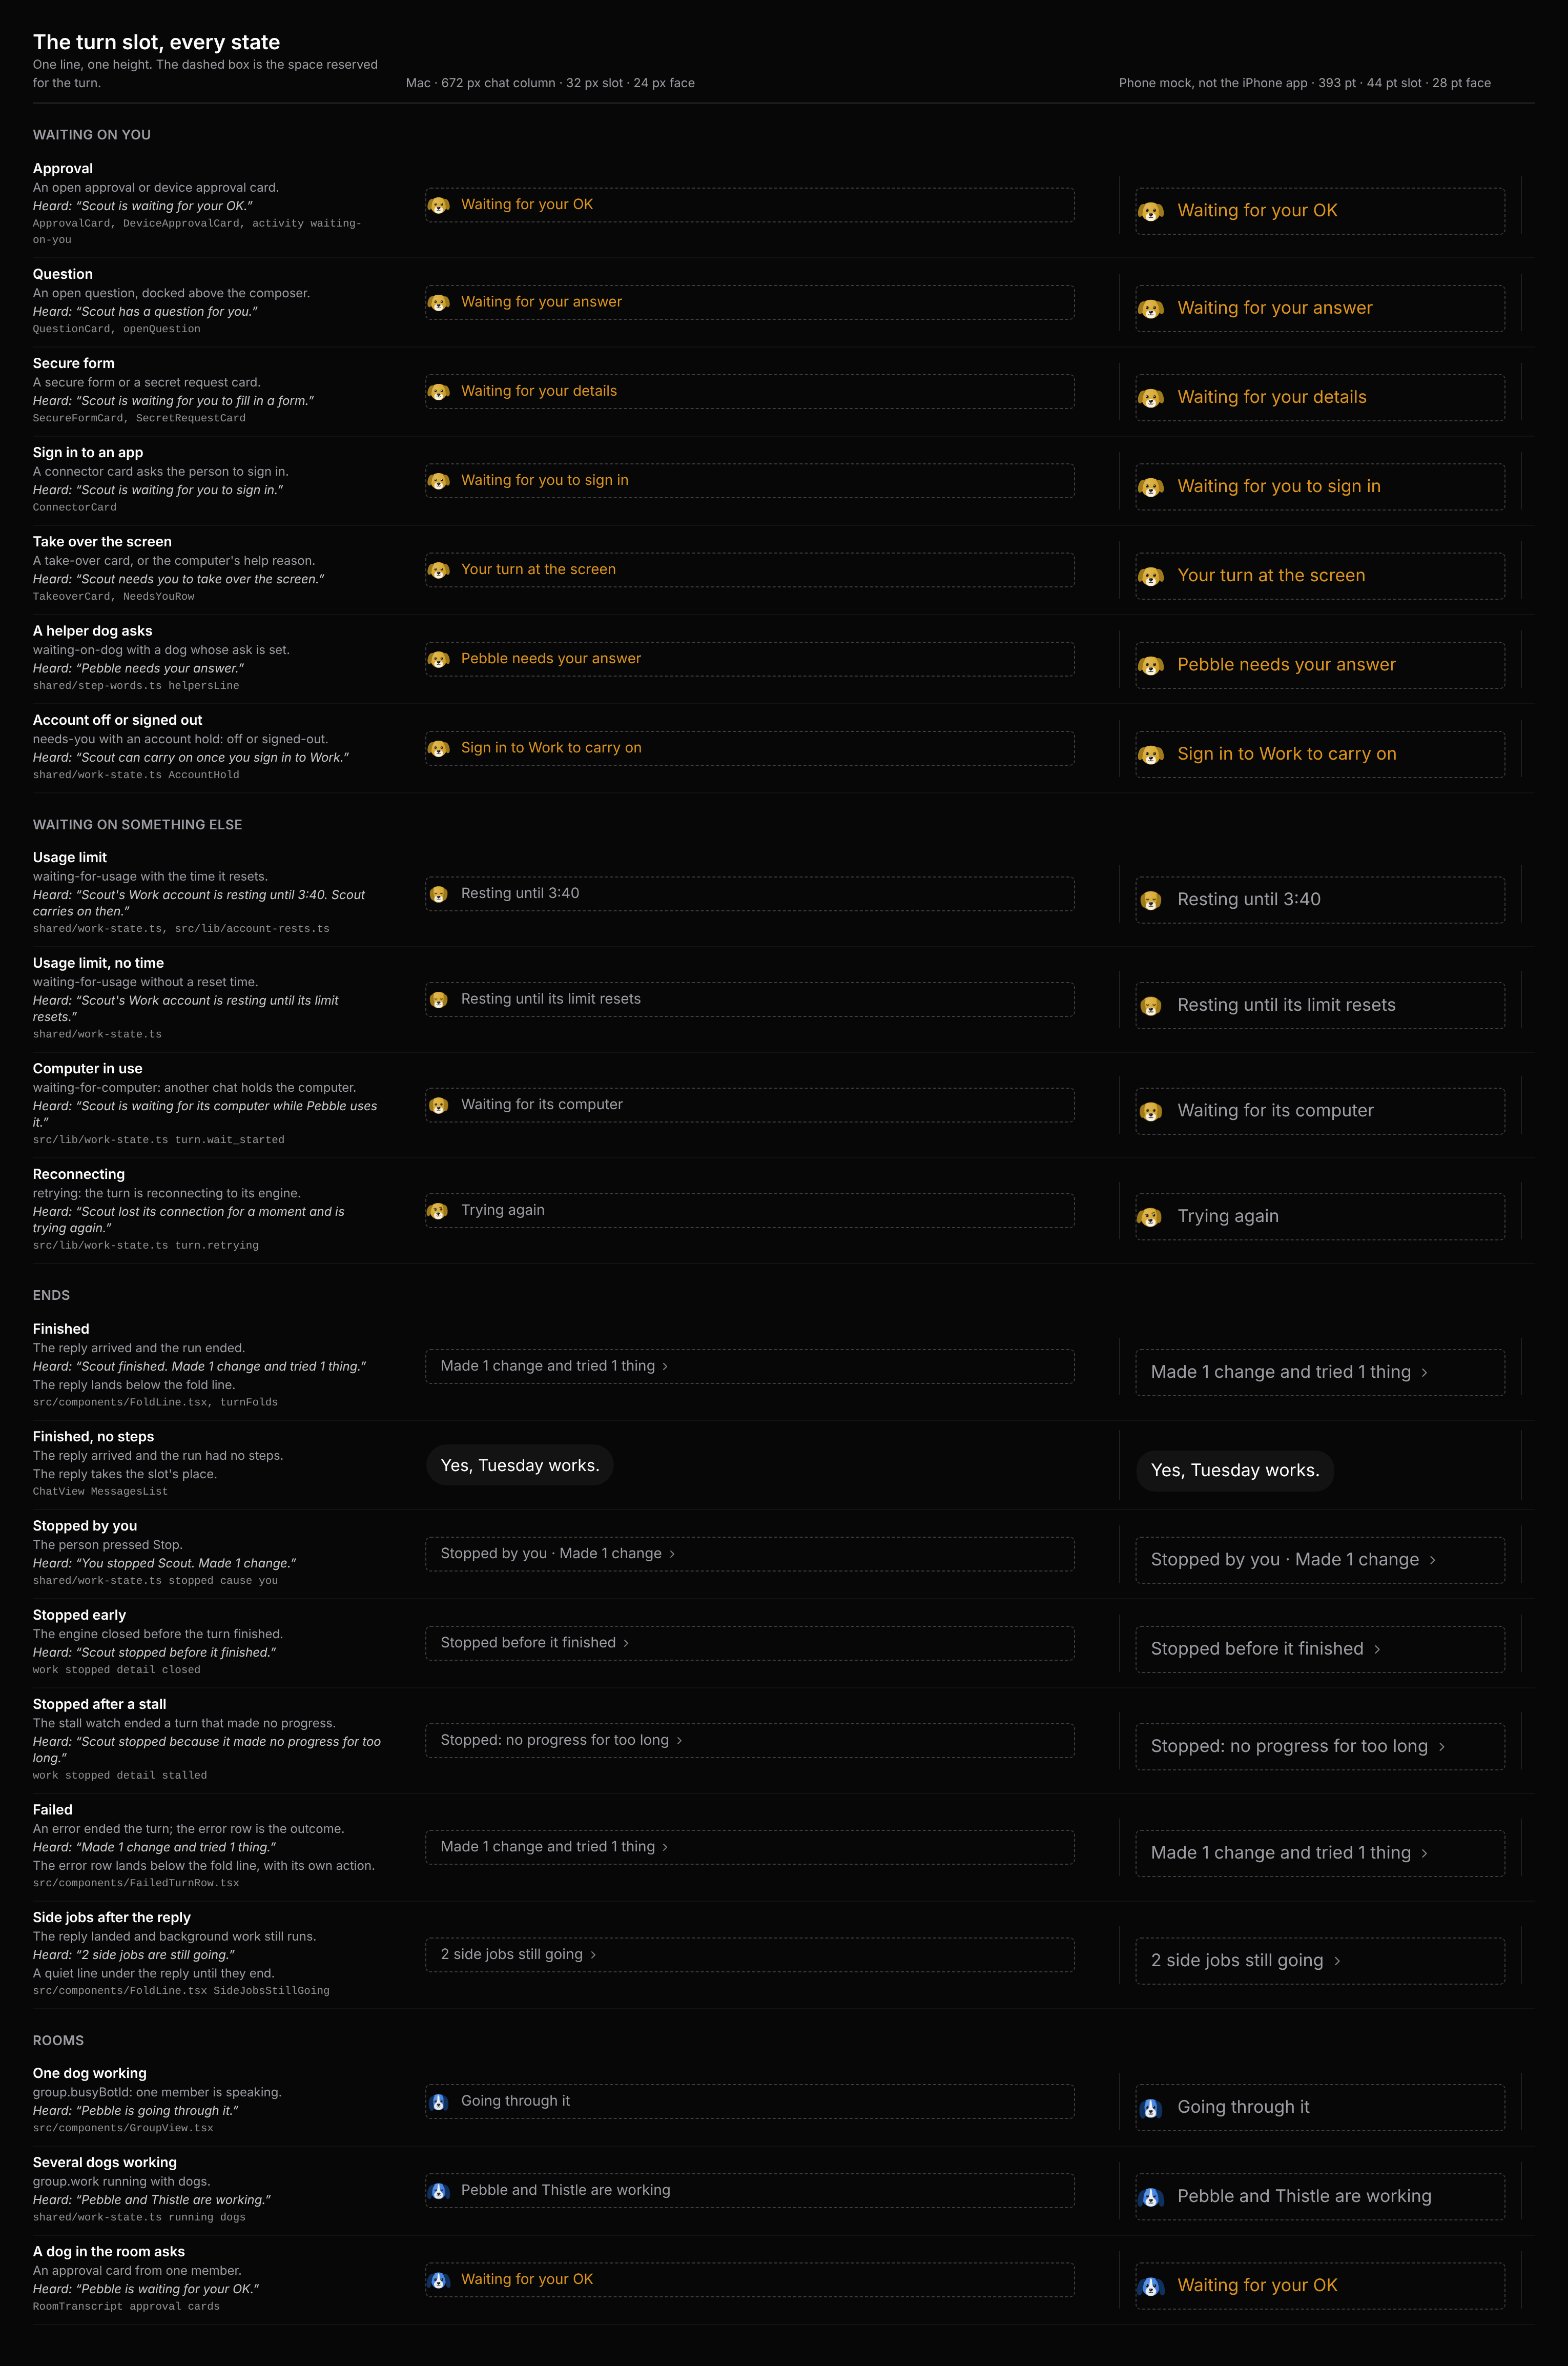 The turn slot, every state
One line, one height. The dashed box is the space reserved
for the turn.
Mac · 672 px chat column · 32 px slot · 24 px face
Phone mock, not the iPhone app · 393 pt · 44 pt slot · 28 pt face
WAITING ON YOU
Approval
An open approval or device approval card.
Heard: “Scout is waiting for your OK.”
ApprovalCard, DeviceApprovalCard, activity waiting-
on-you
Waiting for your OK
Waiting for your OK
Question
An open question, docked above the composer.
Heard: “Scout has a question for you.”
QuestionCard, openQuestion
Waiting for your answer
Waiting for your answer
Secure form
A secure form or a secret request card.
Heard: “Scout is waiting for you to fill in a form.”
SecureFormCard, SecretRequestCard
Waiting for your details
Waiting for your details
Sign in to an app
A connector card asks the person to sign in.
Heard: “Scout is waiting for you to sign in.”
ConnectorCard
Waiting for you to sign in
Waiting for you to sign in
Take over the screen
A take-over card, or the computer's help reason.
Heard: “Scout needs you to take over the screen.”
TakeoverCard, NeedsYouRow
Your turn at the screen
Your turn at the screen
A helper dog asks
waiting-on-dog with a dog whose ask is set.
Heard: “Pebble needs your answer.”
shared/step-words.ts helpersLine
Pebble needs your answer
Pebble needs your answer
Account off or signed out
needs-you with an account hold: off or signed-out.
Heard: “Scout can carry on once you sign in to Work.”
shared/work-state.ts AccountHold
Sign in to Work to carry on
Sign in to Work to carry on
WAITING ON SOMETHING ELSE
Usage limit
waiting-for-usage with the time it resets.
Heard: “Scout's Work account is resting until 3:40. Scout
carries on then.”
shared/work-state.ts, src/lib/account-rests.ts
Resting until 3:40
Resting until 3:40
Usage limit, no time
waiting-for-usage without a reset time.
Heard: “Scout's Work account is resting until its limit
resets.”
shared/work-state.ts
Resting until its limit resets
Resting until its limit resets
Computer in use
waiting-for-computer: another chat holds the computer.
Heard: “Scout is waiting for its computer while Pebble uses
it.”
src/lib/work-state.ts turn.wait_started
Waiting for its computer
Waiting for its computer
Reconnecting
retrying: the turn is reconnecting to its engine.
Heard: “Scout lost its connection for a moment and is
trying again.”
src/lib/work-state.ts turn.retrying
Trying again
Trying again
ENDS
Finished
The reply arrived and the run ended.
Heard: “Scout finished. Made 1 change and tried 1 thing.”
The reply lands below the fold line.
src/components/FoldLine.tsx, turnFolds
Made 1 change and tried 1 thing ›
Made 1 change and tried 1 thing ›
Finished, no steps
The reply arrived and the run had no steps.
The reply takes the slot's place.
ChatView MessagesList
Yes, Tuesday works.
Yes, Tuesday works.
Stopped by you
The person pressed Stop.
Heard: “You stopped Scout. Made 1 change.”
shared/work-state.ts stopped cause you
Stopped by you · Made 1 change ›
Stopped by you · Made 1 change ›
Stopped early
The engine closed before the turn finished.
Heard: “Scout stopped before it finished.”
work stopped detail closed
Stopped before it finished ›
Stopped before it finished ›
Stopped after a stall
The stall watch ended a turn that made no progress.
Heard: “Scout stopped because it made no progress for too
long.”
work stopped detail stalled
Stopped: no progress for too long ›
Stopped: no progress for too long ›
Failed
An error ended the turn; the error row is the outcome.
Heard: “Made 1 change and tried 1 thing.”
The error row lands below the fold line, with its own action.
src/components/FailedTurnRow.tsx
Made 1 change and tried 1 thing ›
Made 1 change and tried 1 thing ›
Side jobs after the reply
The reply landed and background work still runs.
Heard: “2 side jobs are still going.”
A quiet line under the reply until they end.
src/components/FoldLine.tsx SideJobsStillGoing
2 side jobs still going ›
2 side jobs still going ›
ROOMS
One dog working
group.busyBotId: one member is speaking.
Heard: “Pebble is going through it.”
src/components/GroupView.tsx
Going through it
Going through it
Several dogs working
group.work running with dogs.
Heard: “Pebble and Thistle are working.”
shared/work-state.ts running dogs
Pebble and Thistle are working
Pebble and Thistle are working
A dog in the room asks
An approval card from one member.
Heard: “Pebble is waiting for your OK.”
RoomTranscript approval cards
Waiting for your OK
Waiting for your OK